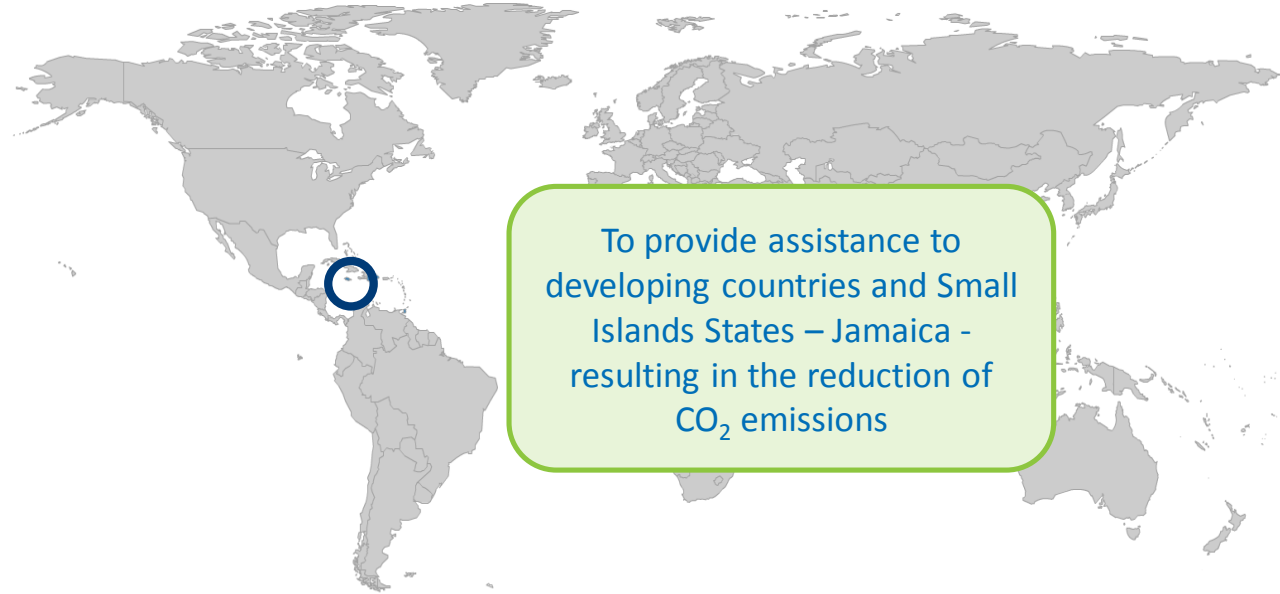 To provide assistance to
developing countries and Small
Islands States – Jamaica -
resulting in the reduction of
CO₂ emissions